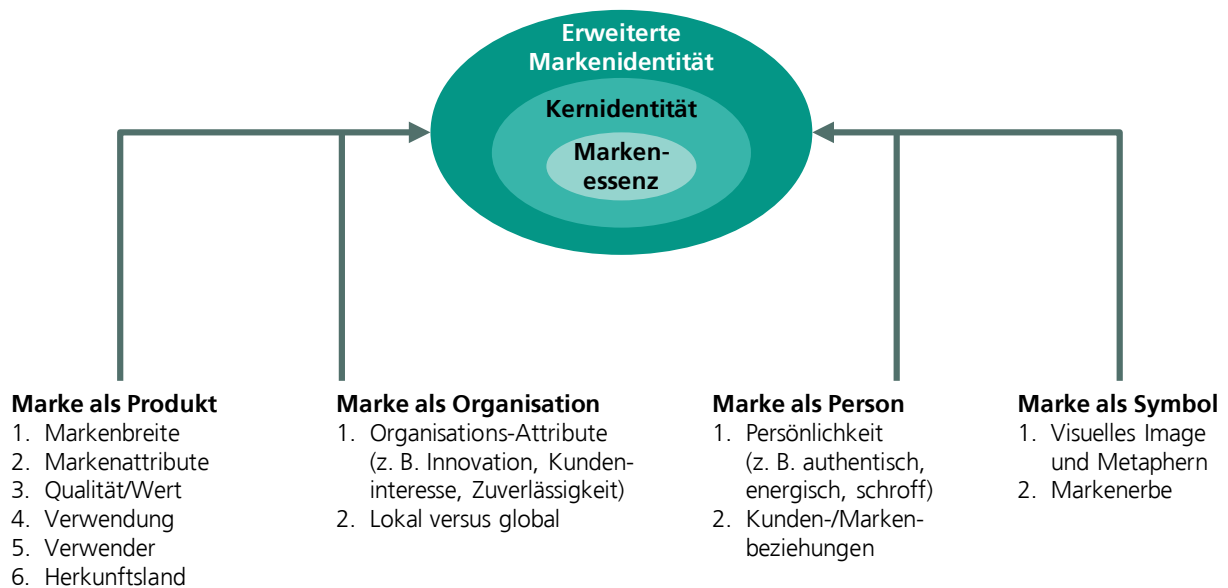 Erweiterte
Markenidentität
Kernidentität
Marken-
essenz
Marke als Produkt
1. Markenbreite
2. Markenattribute
3. Qualität/Wert
4. Verwendung
5. Verwender
6. Herkunftsland
Marke als Organisation
1. Organisations-Attribute
(z. B. Innovation, Kunden-
interesse, Zuverlässigkeit)
2. Lokal versus global
Marke als Person
1. Persönlichkeit
(z. B. authentisch,
energisch, schroff)
2. Kunden-/Marken-
beziehungen
Marke als Symbol
1. Visuelles Image
und Metaphern
2. Markenerbe